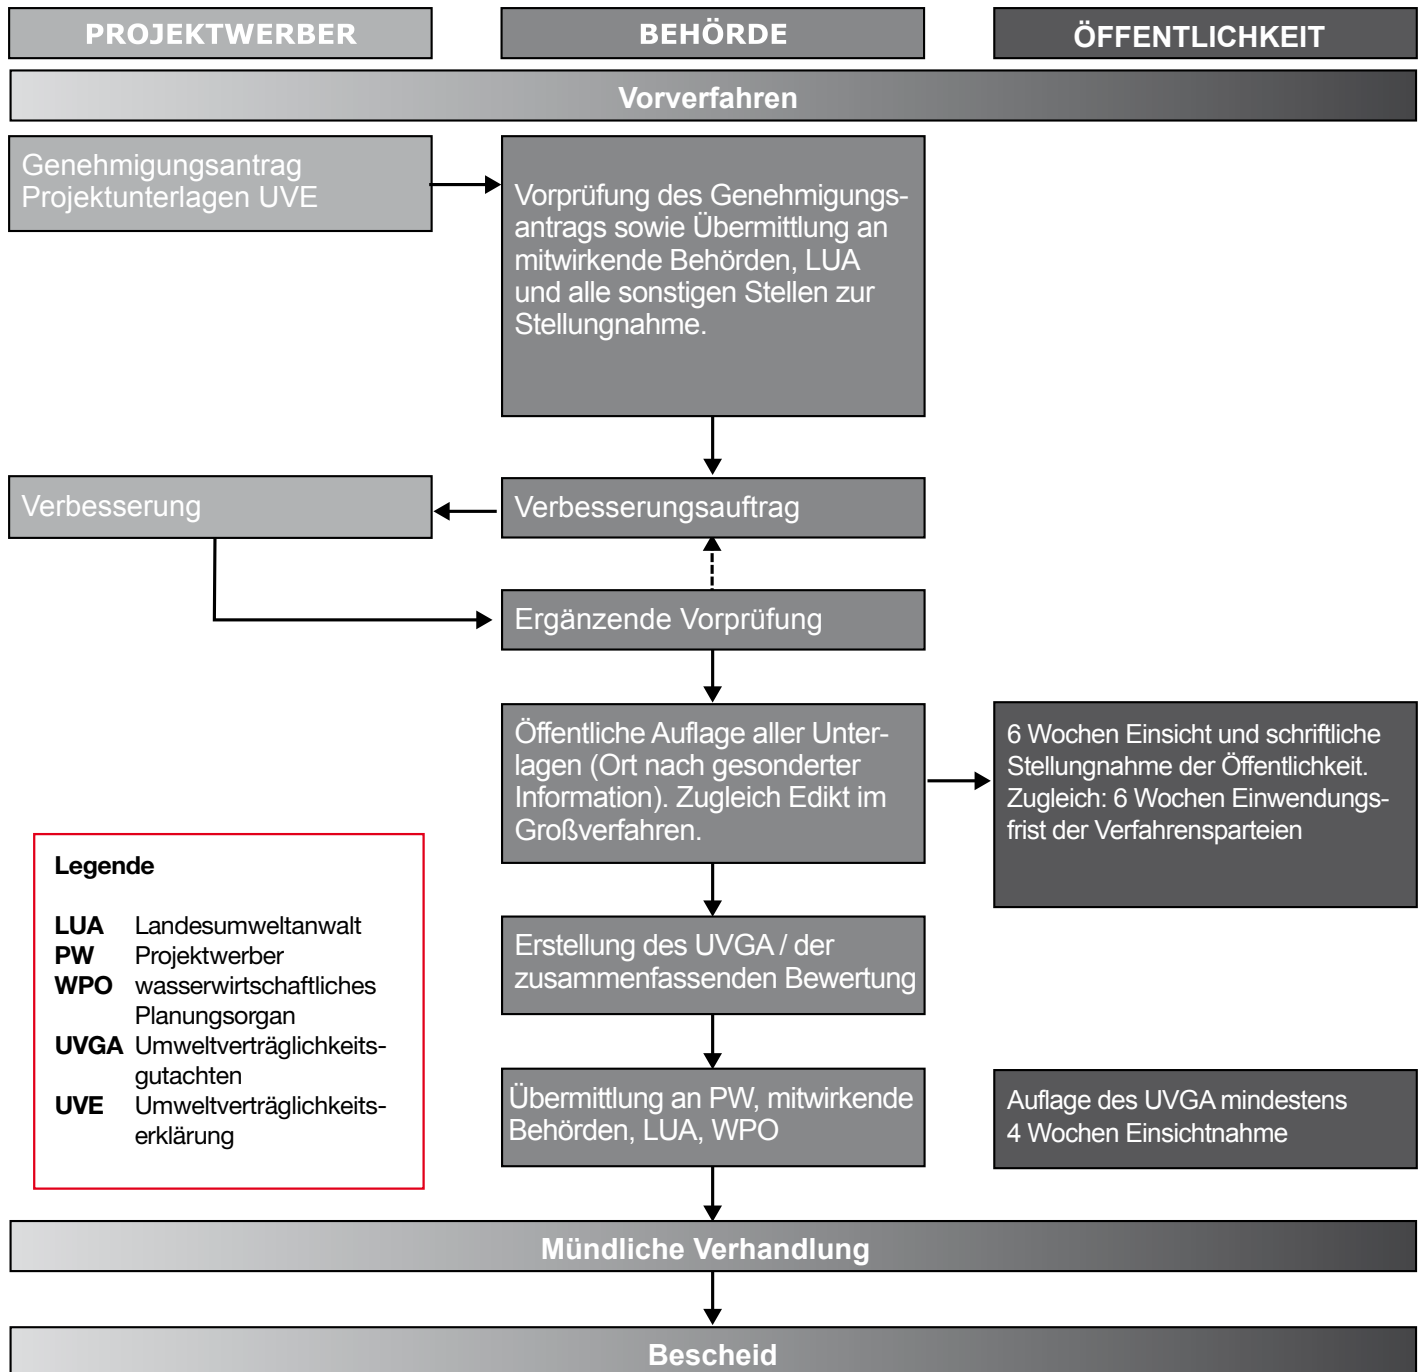 PROJEKTWERBER
BEHÖRDE
ÖFFENTLICHKEIT
Vorverfahren
Genehmigungsantrag
Projektunterlagen UVE
Vorprüfung des Genehmigungs-
antrags sowie Übermittlung an
mitwirkende Behörden, LUA
und alle sonstigen Stellen zur
Stellungnahme.
Verbesserung
Verbesserungsauftrag
Ergänzende Vorprüfung
Öffentliche Auflage aller Unter-
lagen (Ort nach gesonderter
Information). Zugleich Edikt im
Großverfahren.
6 Wochen Einsicht und schriftliche
Stellungnahme der Öffentlichkeit.
Zugleich: 6 Wochen Einwendungs-
frist der Verfahrensparteien
Legende
LUA Landesumweltanwalt
PW Projektwerber
WPO wasserwirtschaftliches
Planungsorgan
UVGA Umweltverträglichkeits-
gutachten
UVE Umweltverträglichkeits-
erklärung
Erstellung des UVGA / der
zusammenfassenden Bewertung
Übermittlung an PW, mitwirkende
Behörden, LUA, WPO
Auflage des UVGA mindestens
4 Wochen Einsichtnahme
Mündliche Verhandlung
Bescheid